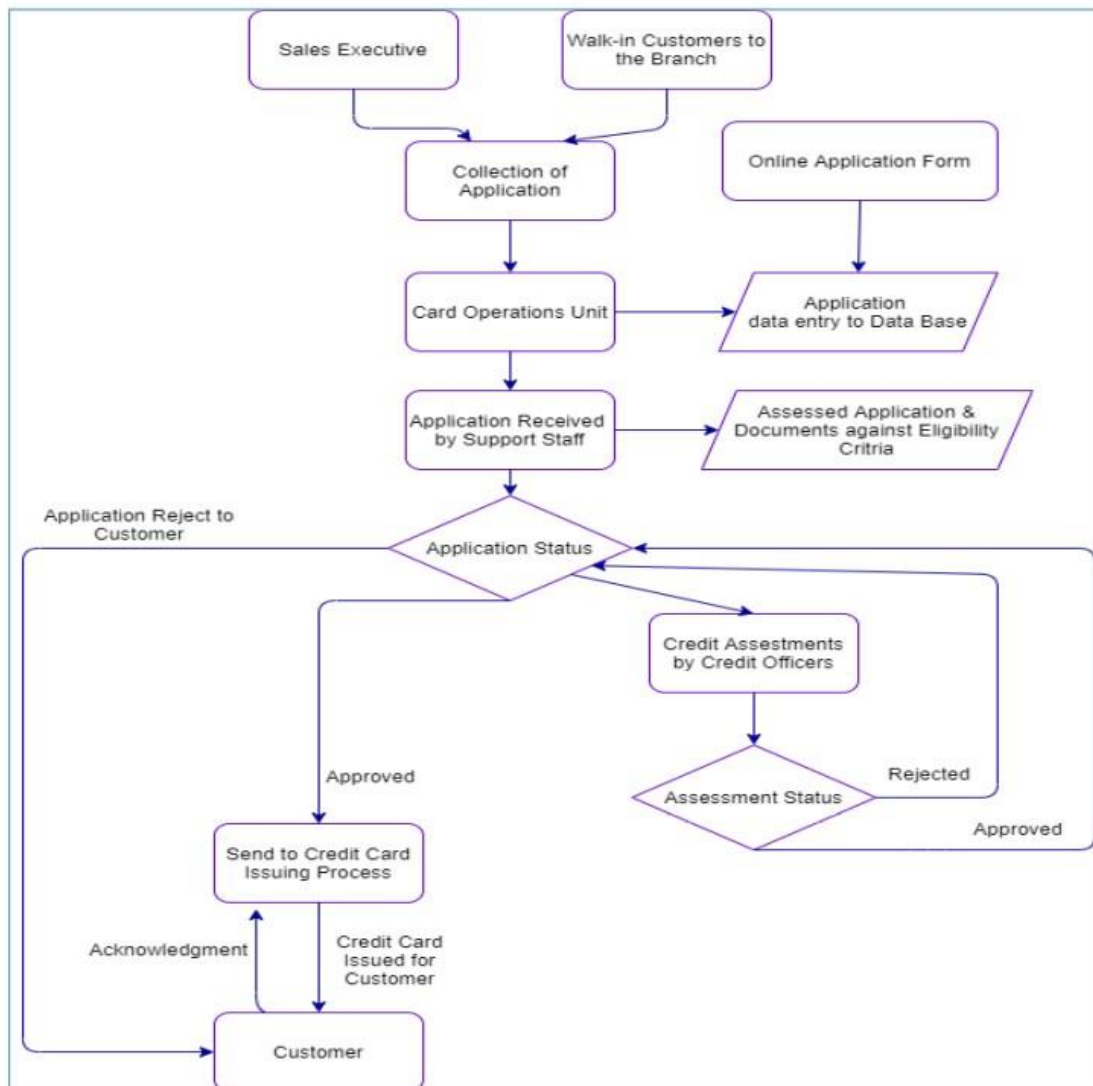 Sales Executive
Walk-in Customers to
the Branch
Collection of
Application
Online Application Form
Card Operations Unit
Application
data entry to Data Base
Application Received
by Support Staff
Assessed Application &
Documents against Eligibility
Critria
Application Reject to
Customer
Application Status
Credit Assestments
by Credit Officers
Approved
Rejected
Assessment Status
Approved
Send to Credit Card
Issuing Process
Acknowledgment
Credit Card
Issued for
Customer
Customer